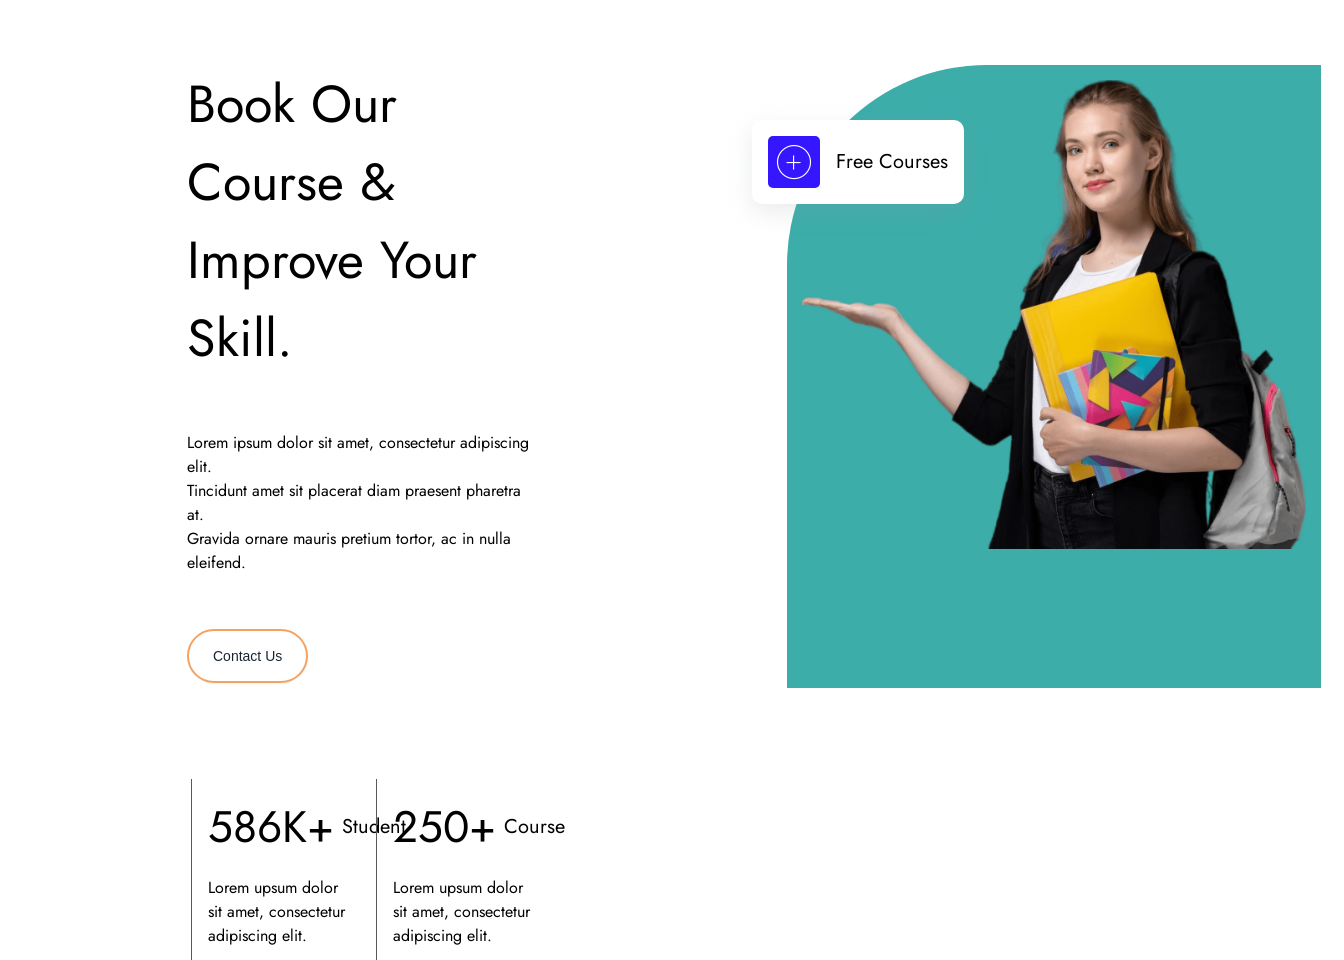 Book Our
Course &
Improve Your
Skill.
Free Courses
Lorem ipsum dolor sit amet, consectetur adipiscing
elit.
Tincidunt amet sit placerat diam praesent pharetra
at.
Gravida ornare mauris pretium tortor, ac in nulla
eleifend.
Contact Us
586K+ Student
250+ Course
Lorem upsum dolor
sit amet, consectetur
adipiscing elit.
Lorem upsum dolor
sit amet, consectetur
adipiscing elit.